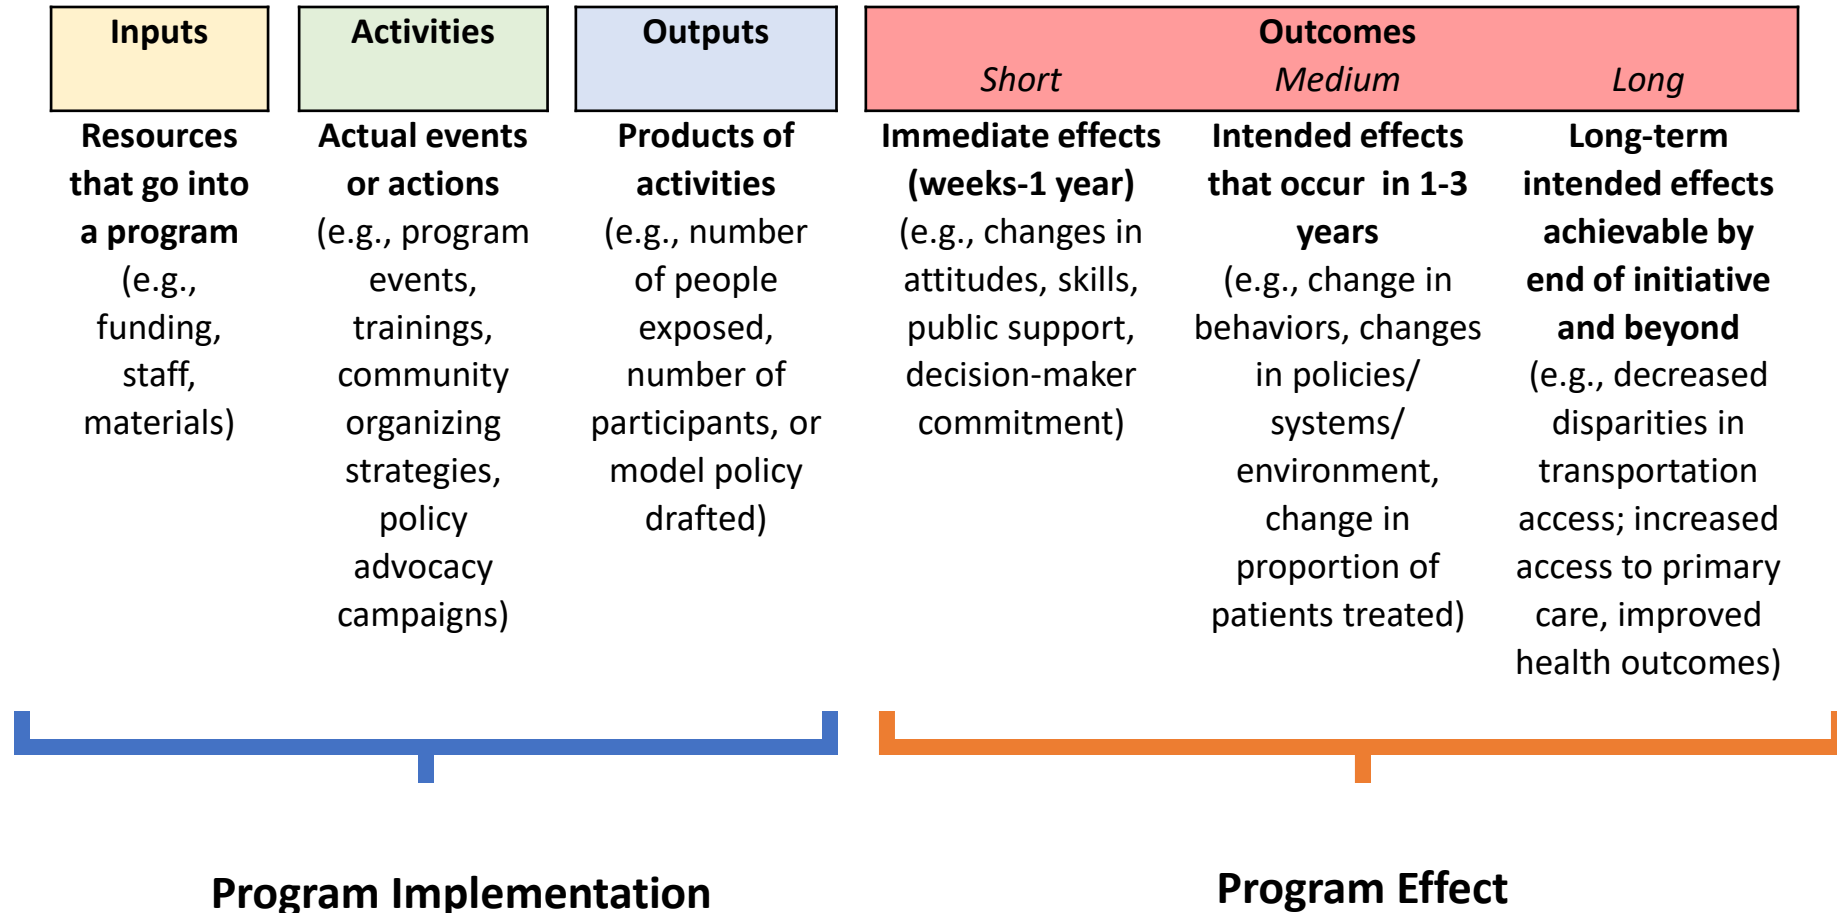 Inputs
Activities
Outputs
Outcomes
Short
Medium
Long
Resources
that go into
a program
(e.g.,
funding,
staff,
materials)
Actual events
or actions
(e.g., program
events,
trainings,
community
organizing
strategies,
policy
advocacy
campaigns)
Products of
activities
(e.g., number
of people
exposed,
number of
participants, or
model policy
drafted)
Immediate effects
(weeks-1 year)
(e.g., changes in
attitudes, skills,
public support,
decision-maker
commitment)
Intended effects
that occur in 1-3
years
(e.g., change in
behaviors, changes
in policies/
systems/
environment,
change in
proportion of
patients treated)
Long-term
intended effects
achievable by
end of initiative
and beyond
(e.g., decreased
disparities in
transportation
access; increased
access to primary
care, improved
health outcomes)
Program Implementation
Program Effect